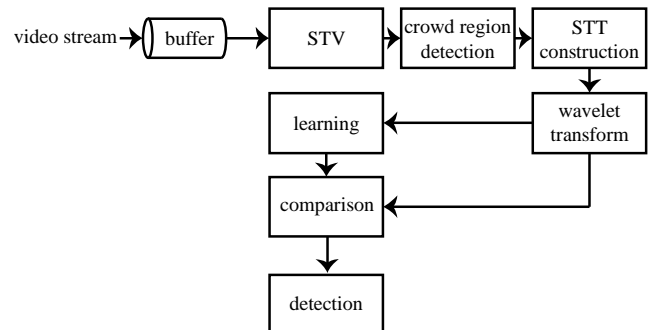 video stream
buffer
STV
crowd region
detection
STT
construction
learning
wavelet
transform
comparison
detection